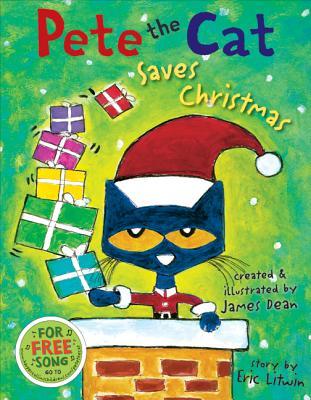 Pete the Cat
Saves Christmas
created &
illustrated by
James Dean
story by
Eric Litwin
FOR
FREE
SONG
GO TO